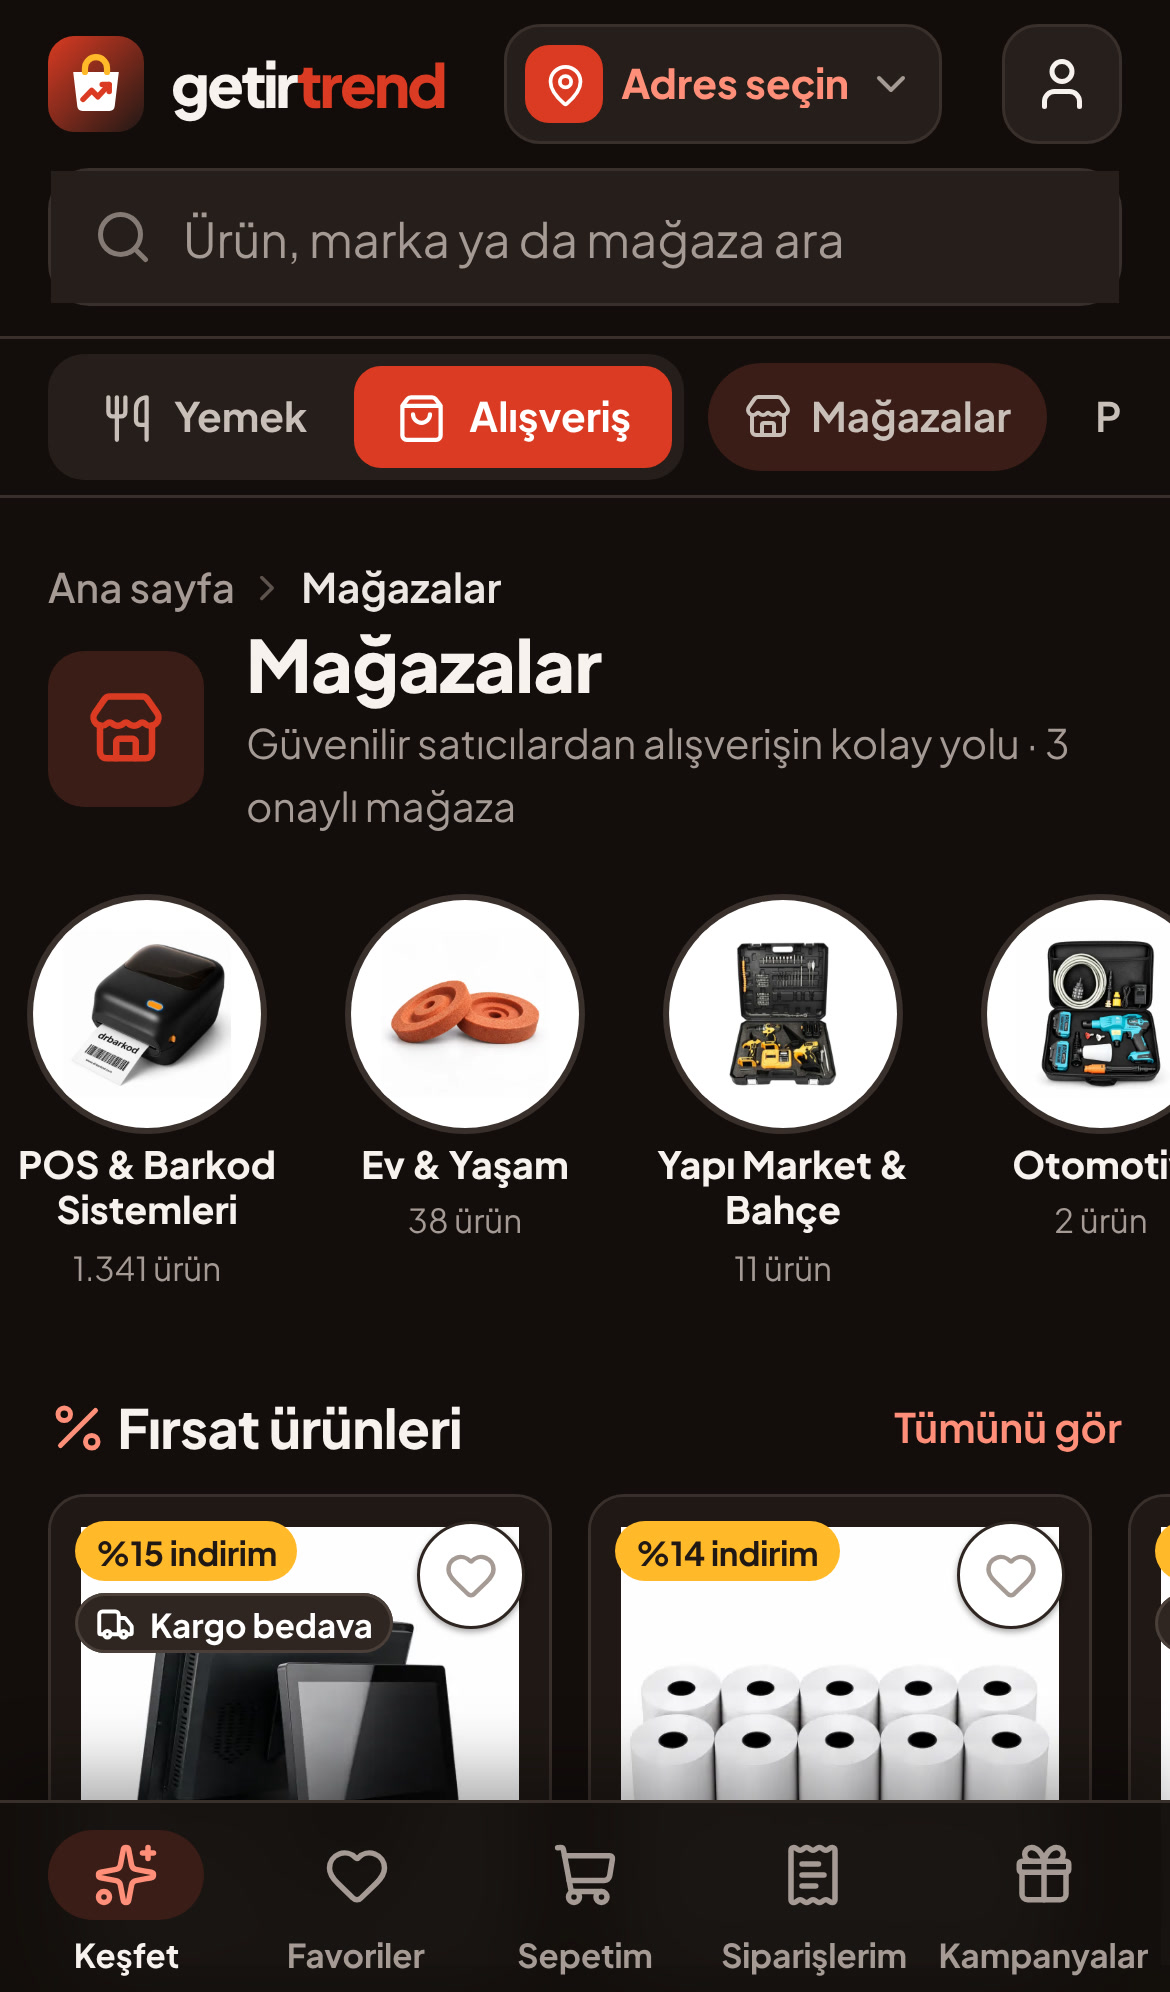 getirtrend
Adres seçin
Ürün, marka ya da mağaza ara
Yemek
Alışveriş
Mağazalar
P
Ana sayfa > Mağazalar
Mağazalar
Güvenilir satıcılardan alışverişin kolay yolu · 3
onaylı mağaza
drbarkod
POS & Barkod
Sistemleri
1.341 ürün
Ev & Yaşam
38 ürün
Yapı Market &
Bahçe
11 ürün
Otomoti
2 ürün
% Fırsat ürünleri
Tümünü gör
%15 indirim
Kargo bedava
%14 indirim
Keşfet
Favoriler
Sepetim
Siparişlerim
Kampanyalar